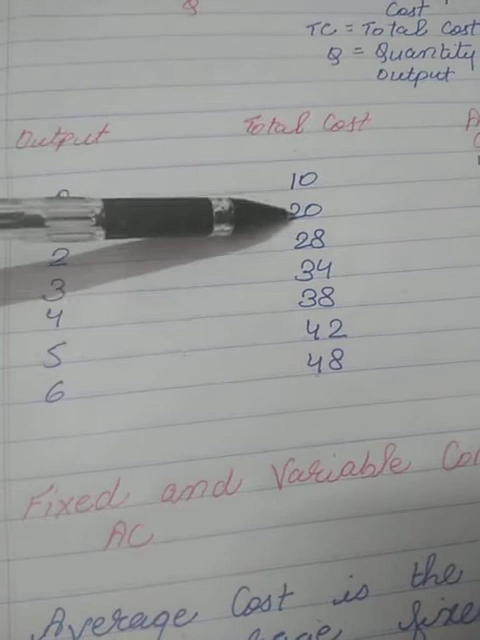 Cost
TC = Total Cost
Q = Quantity
Output
Output Total Cost
10
20
2 28
3 34
4 38
5 42
6 48
Fixed and Variable
AC
Average Cost is the